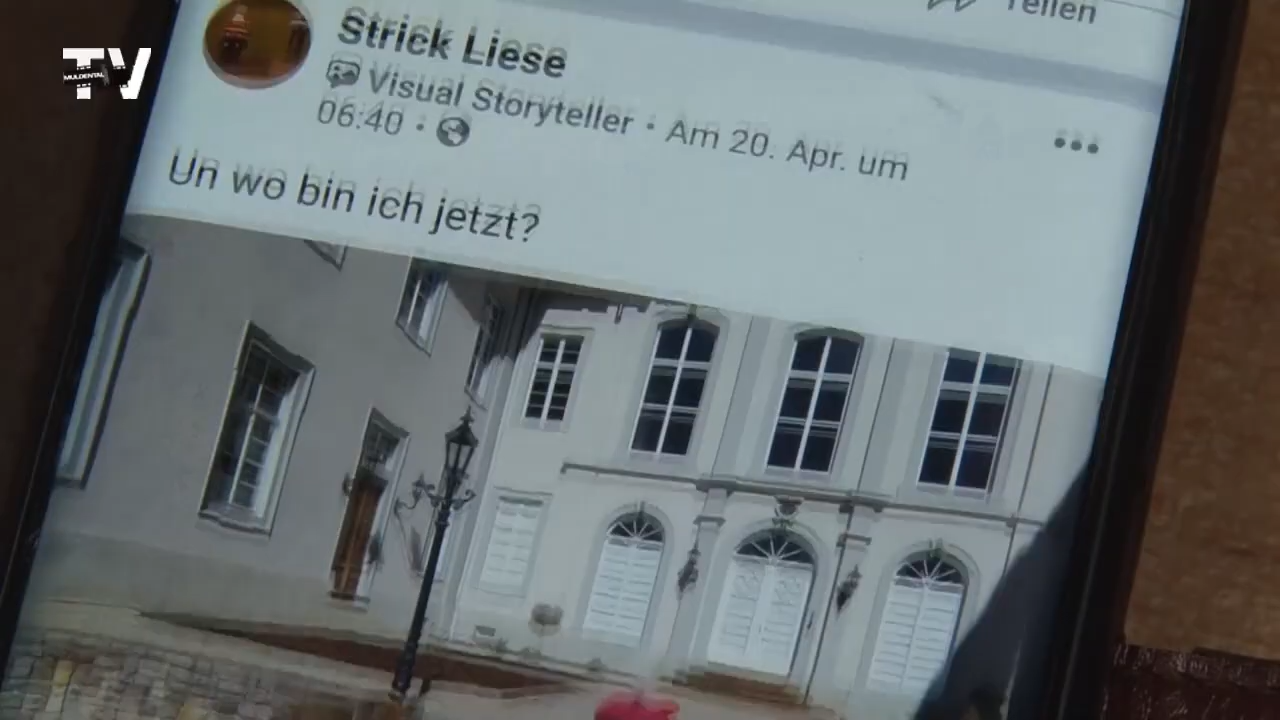 TV
MULDENTAL
Teilen
Strick Liese
Visual Storyteller · Am 20. Apr. um
06:40 ·
Un wo bin ich jetzt?